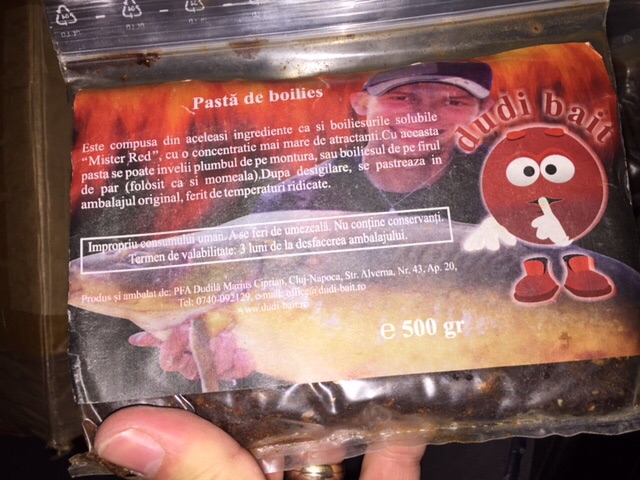 Pastă de boilies
dudi bait
Este compusa din aceleasi ingrediente ca si boiliesurile solubile
“Mister Red”, cu o concentratie mai mare de atractanti.Cu aceasta
pasta se poate invelii plumbul de pe montura, sau boiliesul de pe firul
de par (folosit ca si momeala).Dupa desigilare, se pastreaza in
ambalajul original, ferit de temperaturi ridicate.
Impropriu consumului uman. A se feri de umezeală. Nu conține conservanți.
Termen de valabilitate: 3 luni de la desfacerea ambalajului.
Produs și ambalat de: PFA Dudilă Marius Ciprian, Cluj-Napoca, Str. Alverna, Nr. 43, Ap. 20,
Tel: 0740-092129, e-mail: office@dudi-bait.ro
www.dudi-bait.ro
e 500 gr